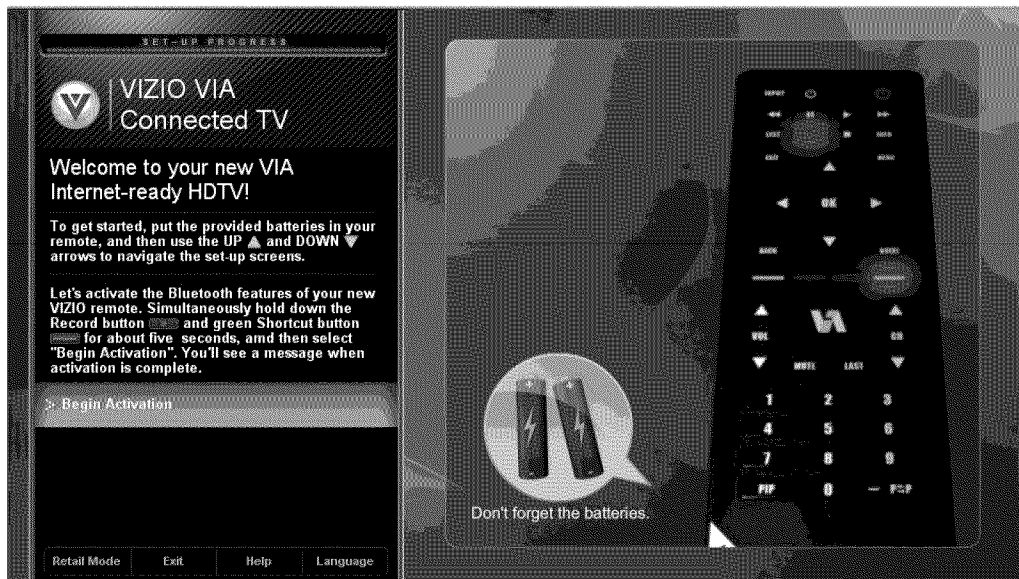 SET-UP PROGRESS
VIZIO VIA
Connected TV
Welcome to your new VIA
Internet-ready HDTV!
To get started, put the provided batteries in your
remote, and then use the UP ▲ and DOWN ▼
arrows to navigate the set-up screens.
Let's activate the Bluetooth features of your new
VIZIO remote. Simultaneously hold down the
Record button and green Shortcut button
for about five seconds, amd then select
"Begin Activation". You'll see a message when
activation is complete.
> Begin Activation
Retail Mode Exit Help Language
INPUT
EXIT MENU
OK
BACK GUIDE
VOL CH
MUTE LAST
1 2 3
4 5 6
7 8 9
PIP 0 — P-P
Don't forget the batteries.